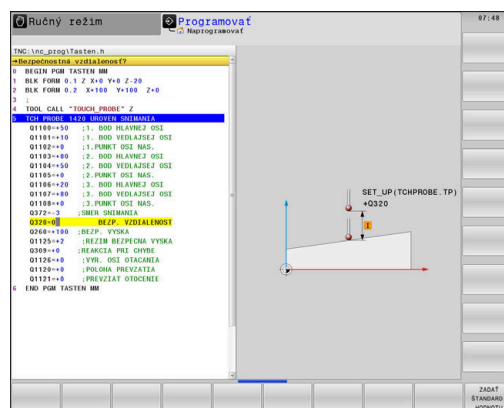 Ručný režim
Programovať
Naprogramovať
07:48
TNC:\nc_prog\Tasten.h
→Bezpečnostná vzdialenosť?
0 BEGIN PGM TASTEN MM
1 BLK FORM 0.1 Z X+0 Y+0 Z-20
2 BLK FORM 0.2 X+100 Y+100 Z+0
3 ;
4 TOOL CALL "TOUCH_PROBE" Z
5 TCH PROBE 1420 UROVEN SNIMANIA
Q1100=+50 ;1. BOD HLAVNEJ OSI
Q1101=+10 ;1. BOD VEDLAJSEJ OSI
Q1102=+0 ;1.PUNKT OSI NAS.
Q1103=+80 ;2. BOD HLAVNEJ OSI
Q1104=+50 ;2. BOD VEDLAJSEJ OSI
Q1105=+0 ;2.PUNKT OSI NAS.
Q1106=+20 ;3. BOD HLAVNEJ OSI
Q1107=+80 ;3. BOD VEDLAJSEJ OSI
Q1108=+0 ;3.PUNKT OSI NAS.
Q372=-3 ;SMER SNIMANIA
Q320=0 BEZP. VZDIALENOST
Q260=+100 ;BEZP. VYSKA
Q1125=+2 ;REZIM BEZPECNA VYSKA
Q309=+0 ;REAKCIA PRI CHYBE
Q1126=+0 ;VYR. OSI OTACANIA
Q1120=+0 ;POLOHA PREVZATIA
Q1121=+0 ;PREVZIAT OTOCENIE
6 END PGM TASTEN MM
SET_UP(TCHPROBE.TP)
+Q320
I
ZADAŤ
ŠTANDARD.
HODNOTU